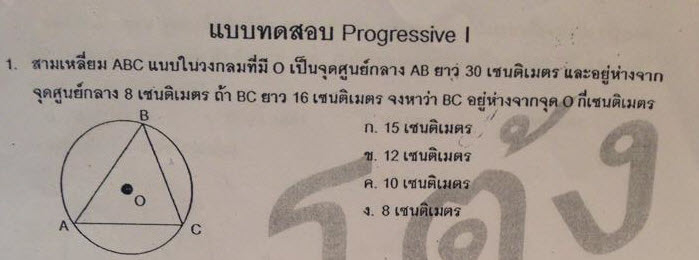 แบบทดสอบ Progressive I
1. สามเหลี่ยม ABC แนบในวงกลมที่มี O เป็นจุดศูนย์กลาง AB ยาว 30 เซนติเมตร และอยู่ห่างจาก
จุดศูนย์กลาง 8 เซนติเมตร ถ้า BC ยาว 16 เซนติเมตร จงหาว่า BC อยู่ห่างจากจุด O กี่เซนติเมตร
B
O
A
C
ก. 15 เซนติเมตร
ข. 12 เซนติเมตร
ค. 10 เซนติเมตร
ง. 8 เซนติเมตร
โต้ง